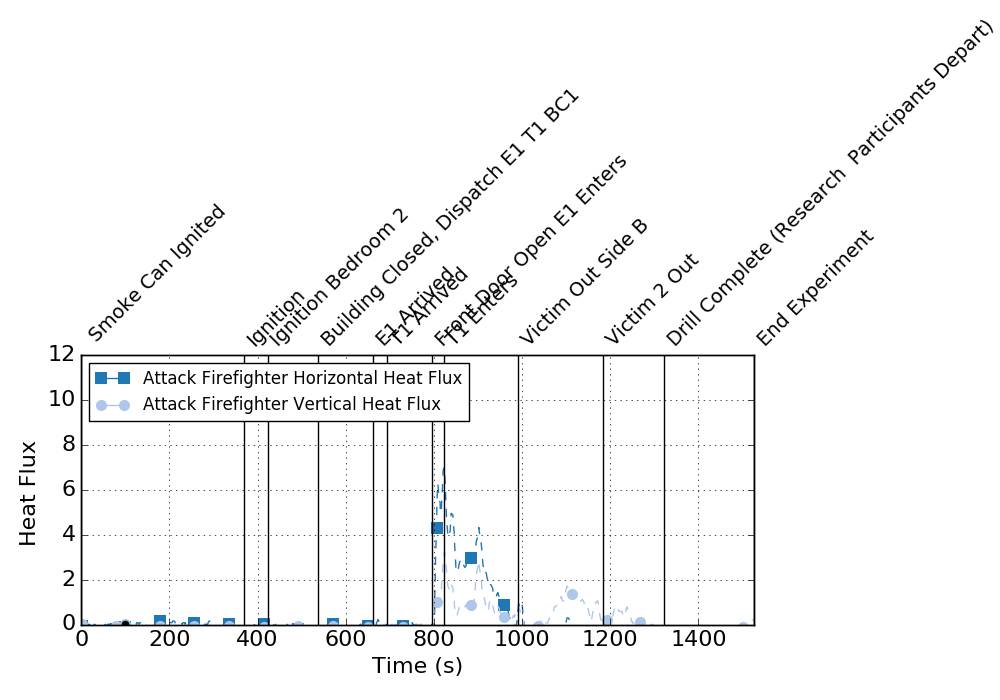 Smoke Can Ignited
Ignition
Ignition Bedroom 2
Building Closed, Dispatch E1 T1 BC1
E1 Arrived
T1 Arrived
Front Door Open E1 Enters
T1 Enters
Victim Out Side B
Victim 2 Out
Drill Complete (Research  Participants Depart)
End Experiment
12
10
8
6
4
2
0
Heat Flux
Attack Firefighter Horizontal Heat Flux
Attack Firefighter Vertical Heat Flux
0 200 400 600 800 1000 1200 1400
Time (s)